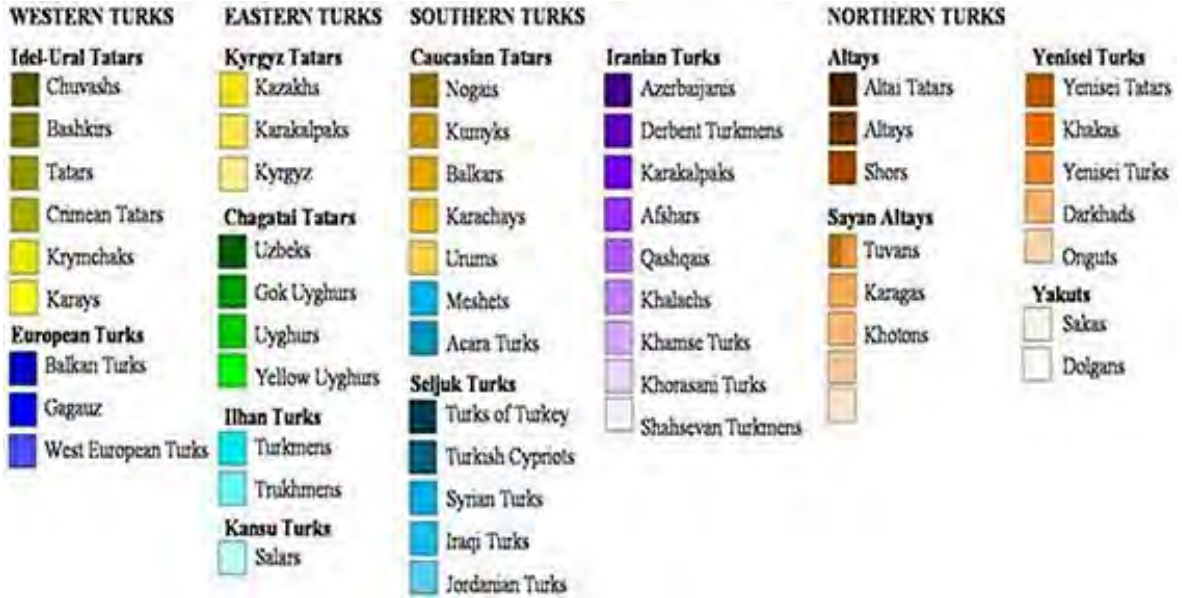 WESTERN TURKS
Idel-Ural Tatars
Chuvashs
Bashkirs
Tatars
Crimean Tatars
Krymchaks
Karays
European Turks
Balkan Turks
Gagauz
West European Turks
EASTERN TURKS
Kyrgyz Tatars
Kazakhs
Karakalpaks
Kyrgyz
Chagatai Tatars
Uzbeks
Gok Uyghurs
Uyghurs
Yellow Uyghurs
Ilhan Turks
Turkmens
Trukhmens
Kansu Turks
Salars
SOUTHERN TURKS
Caucasian Tatars
Nogais
Kumyks
Balkars
Karachays
Urums
Meshets
Acara Turks
Seljuk Turks
Turks of Turkey
Turkish Cypriots
Syrian Turks
Iraqi Turks
Jordanian Turks
Iranian Turks
Azerbaijanis
Derbent Turkmens
Karakalpaks
Afshars
Qashqais
Khalachs
Khamse Turks
Khorasani Turks
Shahsevan Turkmens
NORTHERN TURKS
Altays
Altai Tatars
Altays
Shors
Sayan Altays
Tuvans
Karagas
Khotons
Yenisei Turks
Yenisei Tatars
Khakas
Yenisei Turks
Darkhads
Onguts
Yakuts
Sakas
Dolgans